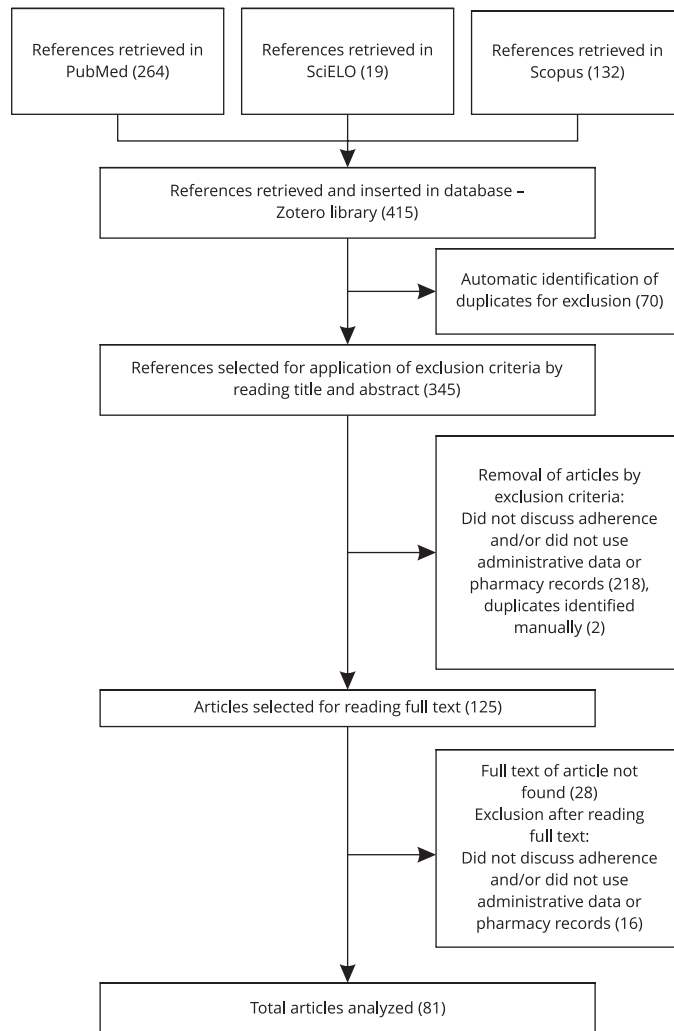 References retrieved in
PubMed (264)
References retrieved in
SciELO (19)
References retrieved in
Scopus (132)
References retrieved and inserted in database –
Zotero library (415)
Automatic identification of
duplicates for exclusion (70)
References selected for application of exclusion criteria by
reading title and abstract (345)
Removal of articles by
exclusion criteria:
Did not discuss adherence
and/or did not use
administrative data or
pharmacy records (218),
duplicates identified
manually (2)
Articles selected for reading full text (125)
Full text of article not
found (28)
Exclusion after reading
full text:
Did not discuss adherence
and/or did not use
administrative data or
pharmacy records (16)
Total articles analyzed (81)